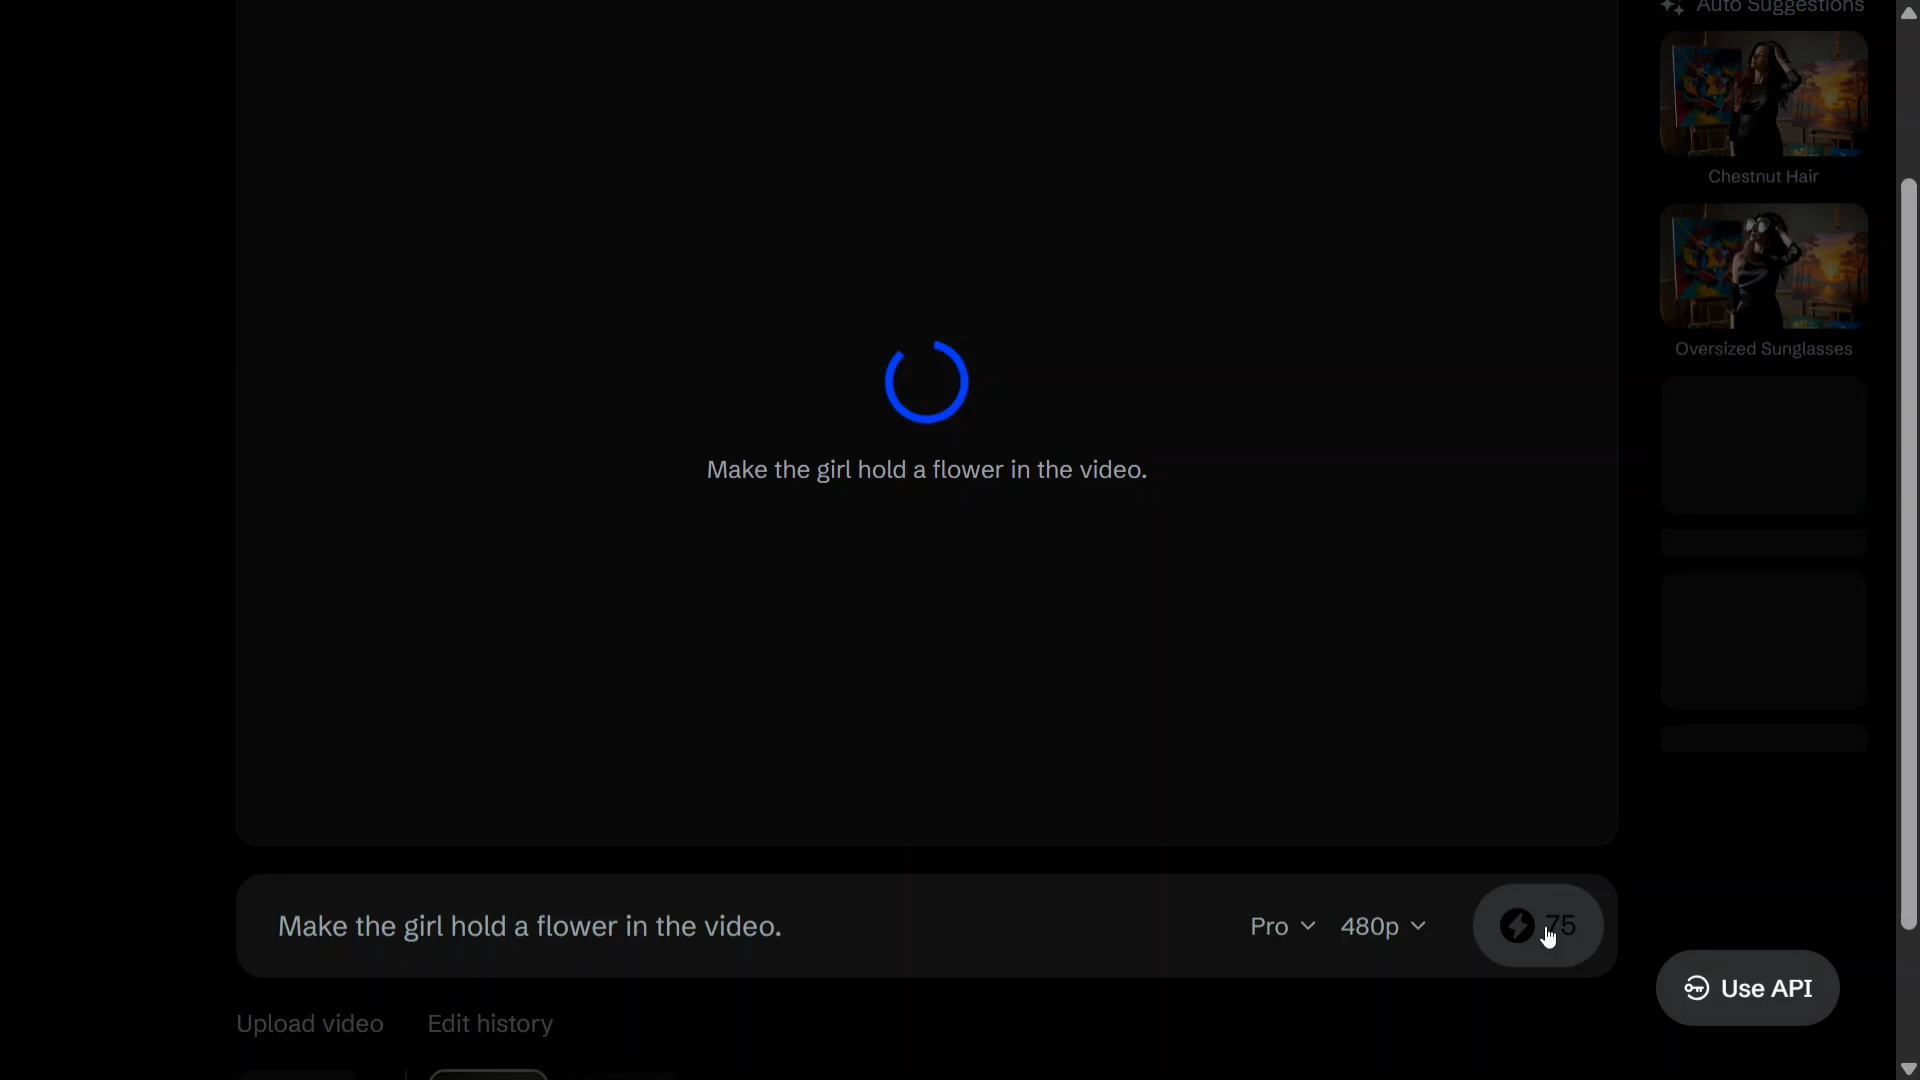 Auto Suggestions
Chestnut Hair
Oversized Sunglasses
Make the girl hold a flower in the video.
Make the girl hold a flower in the video.
Pro
480p
75
Use API
Upload video
Edit history